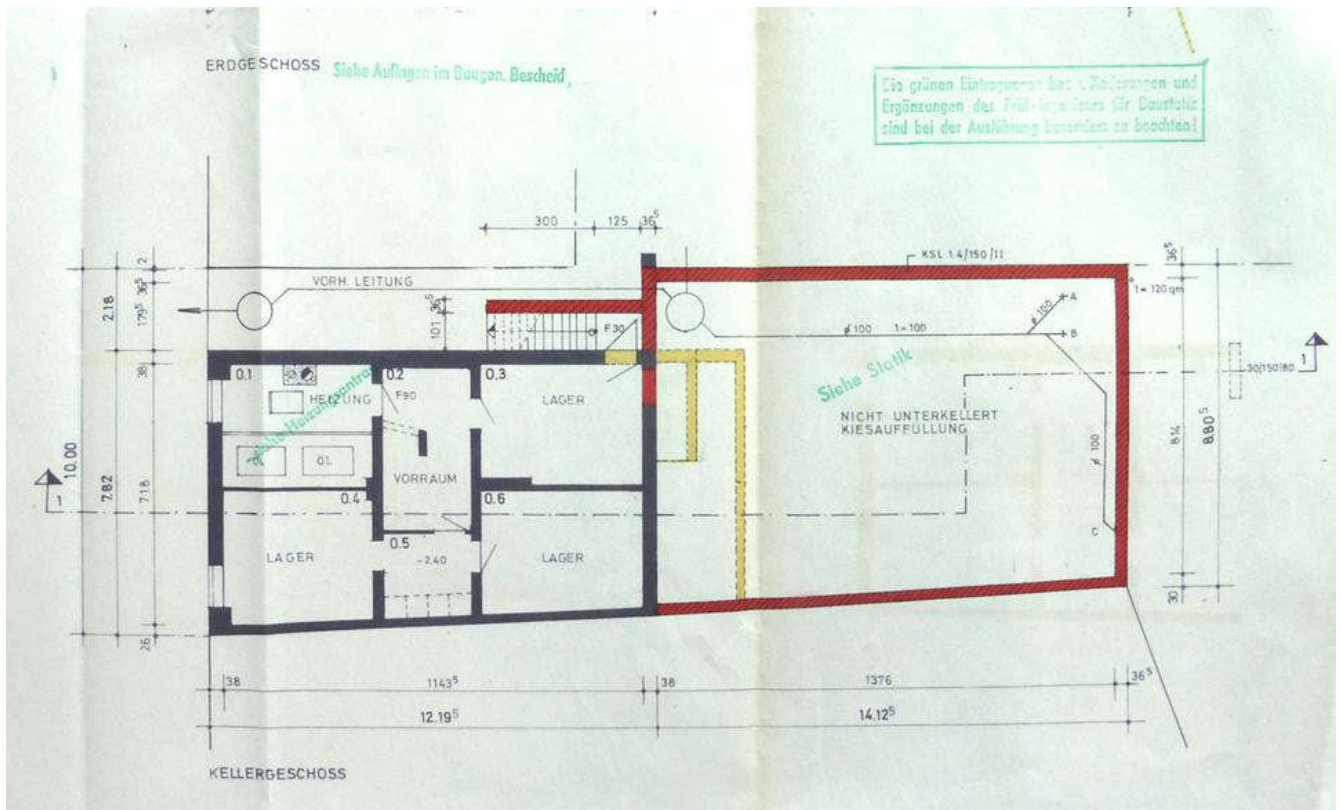 ERDGESCHOSS
Siehe Auflagen im Baugen. Bescheid
Die grünen Eintragungen und
Ergänzungen des Prüf-Ingenieurs für Baustatik
sind bei der Ausführung besonders zu beachten!
300
125
36⁵
KSL 1.4/150/II
36⁵
VORH. LEITUNG
1= 120 qm
2
36⁵
2.18
179⁵
101
36⁵
F30
ø 100
1=100
ø 100
A
B
1
30/150/80
38
0.1
0.2
0.3
HEIZUNG
F90
LAGER
Siehe Heizungsantrag
Siehe Statik
NICHT UNTERKELLERT
KIESAUFFÜLLUNG
10.00
7.82
7.18
ÖL
ÖL
VORRAUM
ø 100
8.14
8.80⁵
1
0.4
0.6
0.5
LAGER
-2.40
LAGER
C
30
26
38
1143⁵
38
1376
36⁵
12.19⁵
14.12⁵
KELLERGESCHOSS